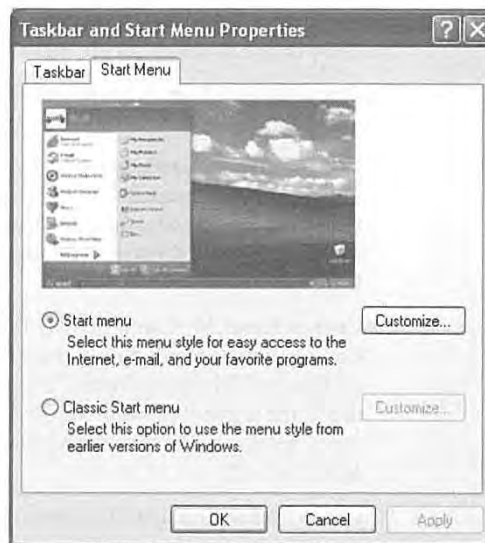 Taskbar and Start Menu Properties
Taskbar Start Menu
Start menu Customize...
Select this menu style for easy access to the
Internet, e-mail, and your favorite programs.
Classic Start menu Customize...
Select this option to use the menu style from
earlier versions of Windows.
OK Cancel Apply